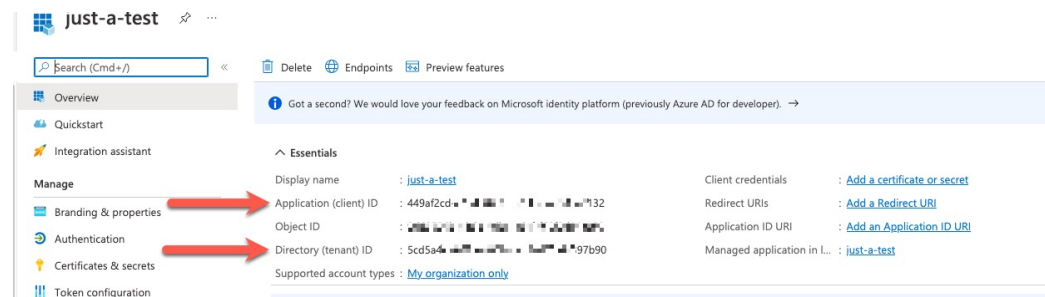 just-a-test
Search (Cmd+/)
Delete Endpoints Preview features
Overview
Got a second? We would love your feedback on Microsoft identity platform (previously Azure AD for developer). →
Quickstart
Integration assistant
Essentials
Manage
Display name : just-a-test
Client credentials : Add a certificate or secret
Application (client) ID : 449af2cd- 132
Redirect URIs : Add a Redirect URI
Branding & properties
Object ID :
Application ID URI : Add an Application ID URI
Authentication
Directory (tenant) ID : 5cd5a4 97b90
Managed application in l... : just-a-test
Certificates & secrets
Supported account types : My organization only
Token configuration